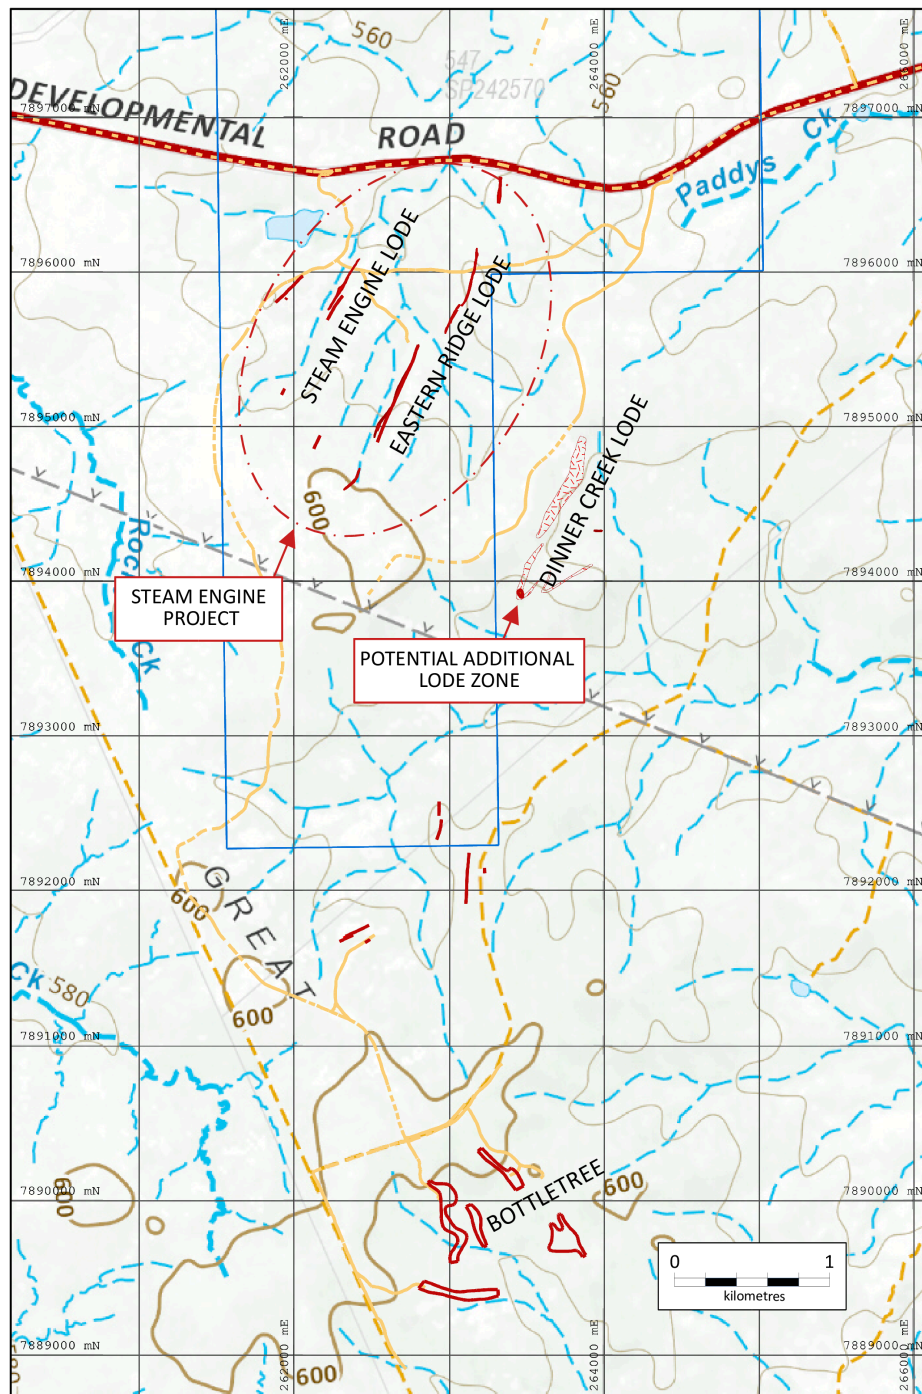 560
262000 mE
264000 mE
266000 mE
547
SP242570
560
DEVELOPMENTAL
ROAD
7897000 mN
7897000 mN
Paddys
CK
7896000 mN
7896000 mN
STEAM ENGINE LODE
EASTERN RIDGE LODE
7895000 mN
7895000 mN
DINNER CREEK LODE
600
Roc
CK
7894000 mN
7894000 mN
STEAM ENGINE
PROJECT
POTENTIAL ADDITIONAL
LODE ZONE
7893000 mN
7893000 mN
7892000 mN
7892000 mN
GREAT
600
CK
580
600
7891000 mN
7891000 mN
600
600
7890000 mN
7890000 mN
BOTTLETREE
0
1
kilometres
7889000 mN
7889000 mN
262000 mE
264000 mE
266000
600